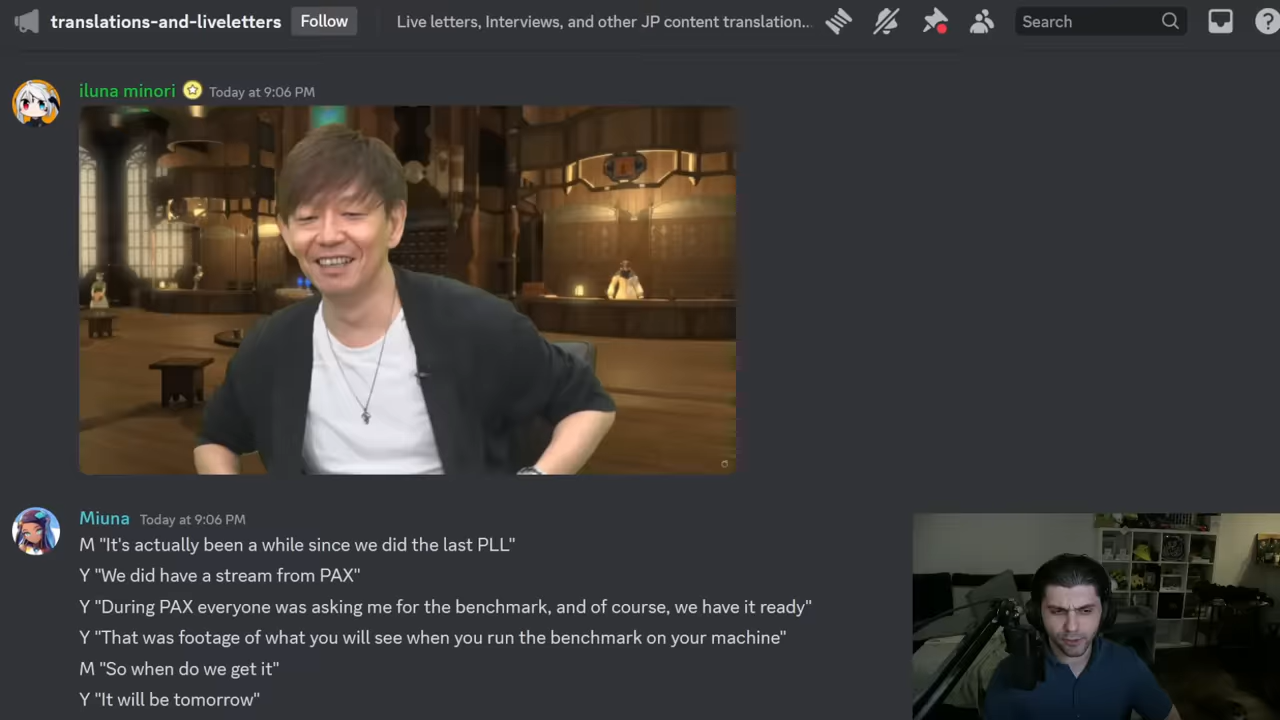 translations-and-liveletters
Follow
Live letters, Interviews, and other JP content translation...
Search
iluna minori Today at 9:06 PM
Miuna Today at 9:06 PM
M "It's actually been a while since we did the last PLL"
Y "We did have a stream from PAX"
Y "During PAX everyone was asking me for the benchmark, and of course, we have it ready"
Y "That was footage of what you will see when you run the benchmark on your machine"
M "So when do we get it"
Y "It will be tomorrow"